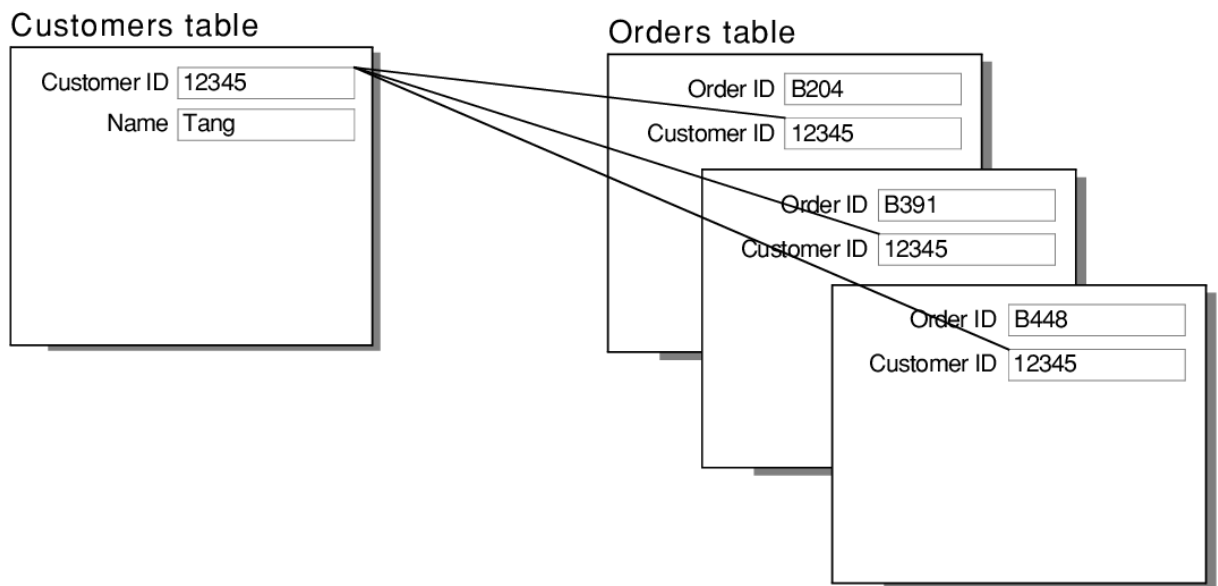 Customers table
Customer ID 12345
Name Tang
Orders table
Order ID B204
Customer ID 12345
Order ID B391
Customer ID 12345
Order ID B448
Customer ID 12345